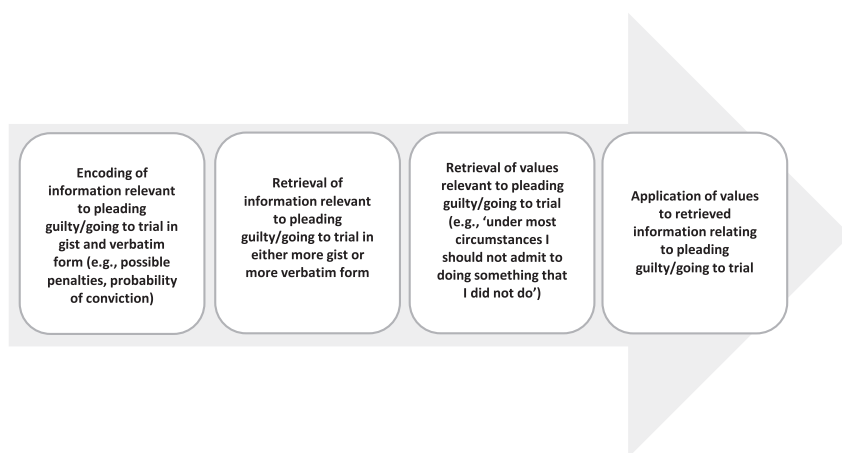 Encoding of
information relevant
to pleading
guilty/going to trial in
gist and verbatim
form (e.g., possible
penalties, probability
of conviction)
Retrieval of
information relevant
to pleading
guilty/going to trial in
either more gist or
more verbatim form
Retrieval of values
relevant to pleading
guilty/going to trial
(e.g., ‘under most
circumstances I
should not admit to
doing something that
I did not do’)
Application of values
to retrieved
information relating
to pleading
guilty/going to trial